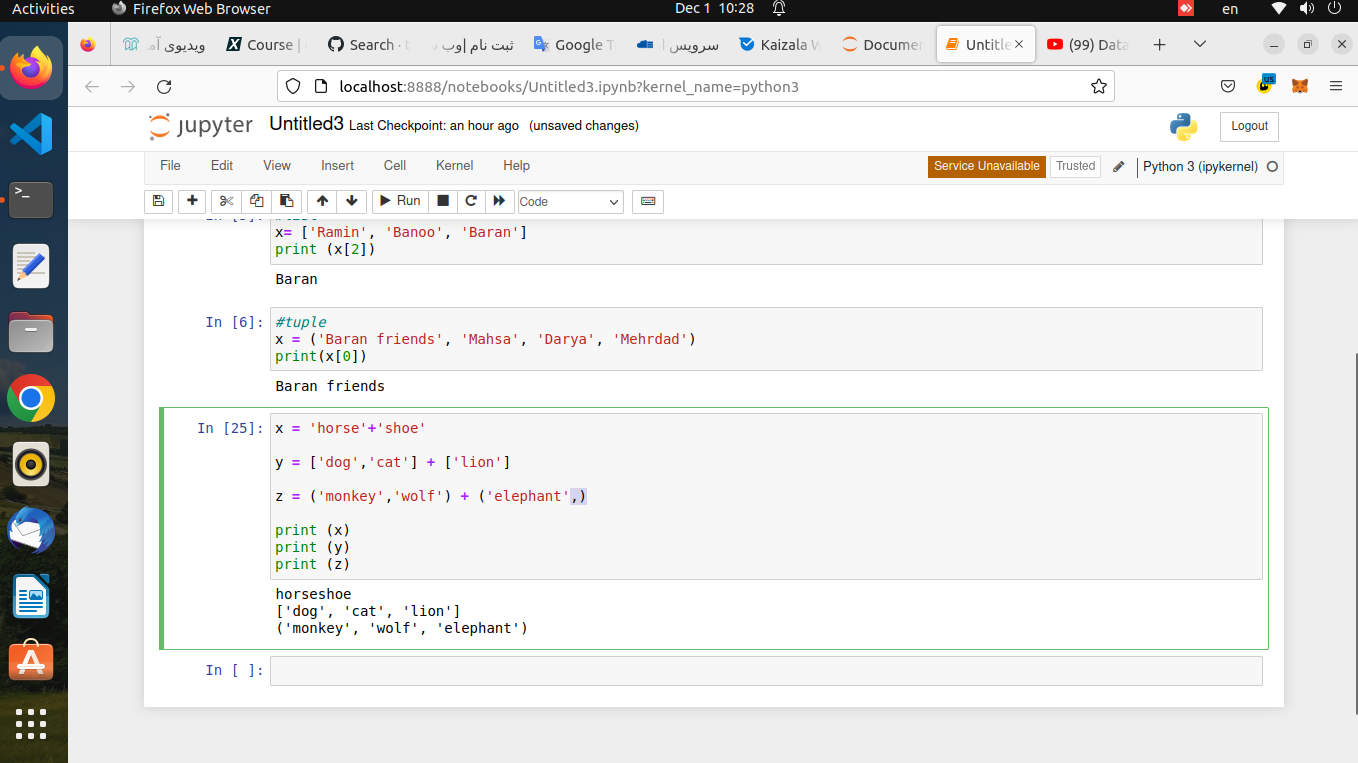 Activities Firefox Web Browser Dec 1 10:28 en
ویدیوی آم Course | Search · ثبت نام |وب Google T سرویس Kaizala Documen Untitle (99) Data
localhost:8888/notebooks/Untitled3.ipynb?kernel_name=python3 us
jupyter Untitled3 Last Checkpoint: an hour ago (unsaved changes) Logout
File Edit View Insert Cell Kernel Help Service Unavailable Trusted Python 3 (ipykernel)
Run Code
x= ['Ramin', 'Banoo', 'Baran']
print (x[2])
Baran
In [6]: #tuple
x = ('Baran friends', 'Mahsa', 'Darya', 'Mehrdad')
print(x[0])
Baran friends
In [25]: x = 'horse'+'shoe'
y = ['dog','cat'] + ['lion']
z = ('monkey','wolf') + ('elephant',)
print (x)
print (y)
print (z)
horseshoe
['dog', 'cat', 'lion']
('monkey', 'wolf', 'elephant')
In [ ]: